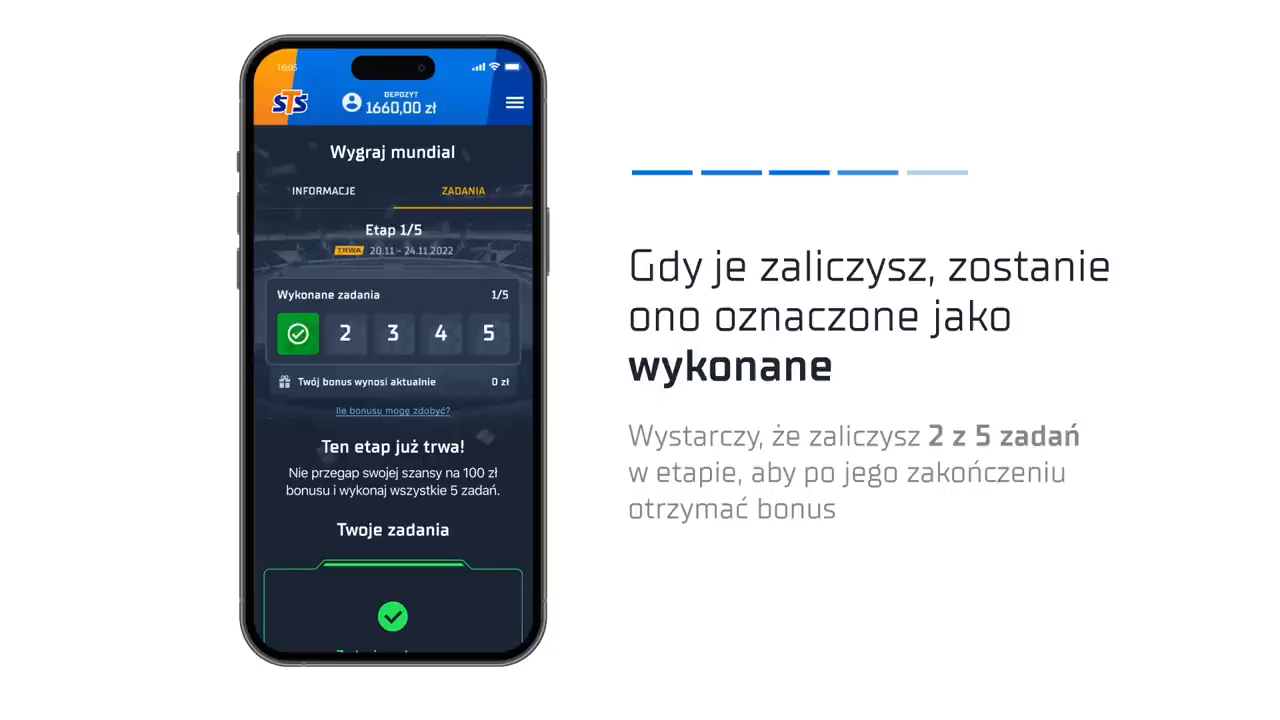 16:05
STS
DEPOZYT
1660,00 zł
Wygraj mundial
INFORMACJE
ZADANIA
Etap 1/5
TRWA 20.11 - 24.11.2022
Wykonane zadania 1/5
2 3 4 5
Twój bonus wynosi aktualnie 0 zł
Ile bonusu mogę zdobyć?
Ten etap już trwa!
Nie przegap swojej szansy na 100 zł
bonusu i wykonaj wszystkie 5 zadań.
Twoje zadania
Gdy je zaliczysz, zostanie
ono oznaczone jako
wykonane
Wystarczy, że zaliczysz 2 z 5 zadań
w etapie, aby po jego zakończeniu
otrzymać bonus